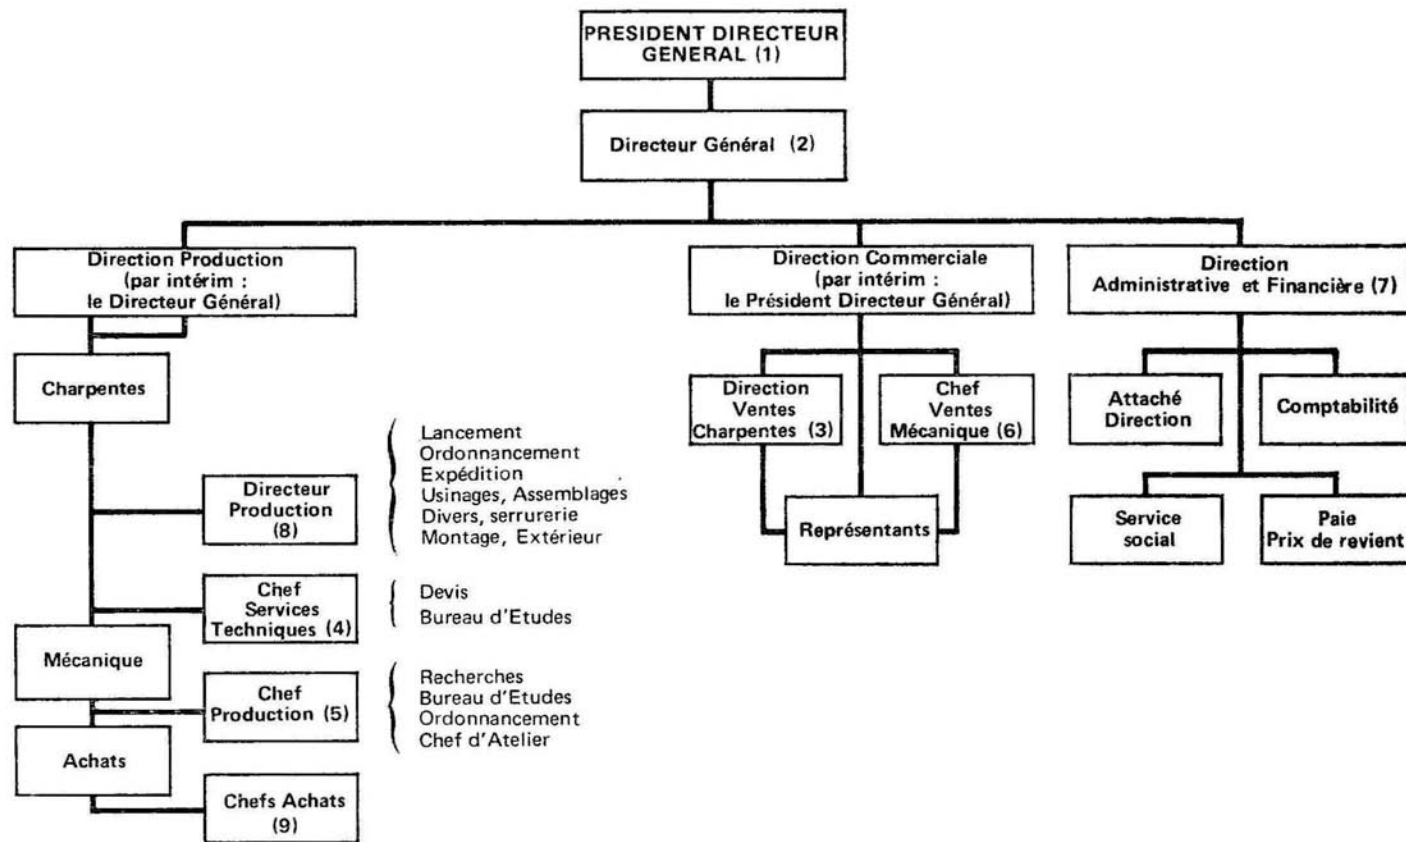 PRESIDENT DIRECTEUR
GENERAL (1)
Directeur Général (2)
Direction Production
(par intérim :
le Directeur Général)
Direction Commerciale
(par intérim :
le Président Directeur Général)
Direction
Administrative et Financière (7)
Charpentes
Directeur
Production
(8)
Lancement
Ordonnancement
Expédition
Usinages, Assemblages
Divers, serrurerie
Montage, Extérieur
Chef
Services
Techniques (4)
Devis
Bureau d'Etudes
Mécanique
Chef
Production (5)
Recherches
Bureau d'Etudes
Ordonnancement
Chef d'Atelier
Achats
Chefs Achats
(9)
Direction
Ventes
Charpentes (3)
Chef
Ventes
Mécanique (6)
Représentants
Attaché
Direction
Comptabilité
Service
social
Paie
Prix de revient